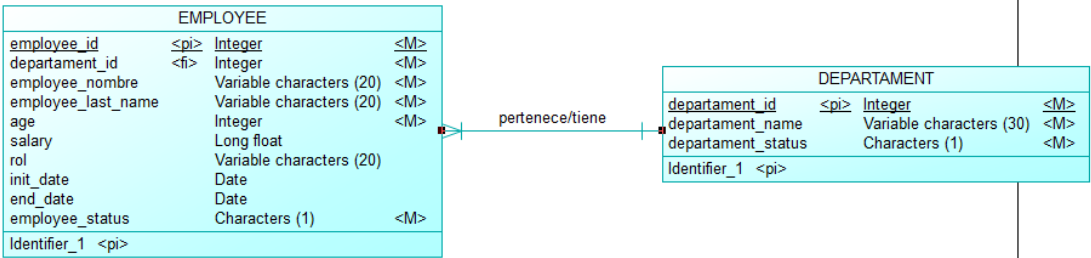 EMPLOYEE
employee_id <pi> Integer <M>
departament_id <fi> Integer <M>
employee_nombre Variable characters (20) <M>
employee_last_name Variable characters (20) <M>
age Integer <M>
salary Long float
rol Variable characters (20)
init_date Date
end_date Date
employee_status Characters (1) <M>
Identifier_1 <pi>
pertenece/tiene
DEPARTAMENT
departament_id <pi> Integer <M>
departament_name Variable characters (30) <M>
departament_status Characters (1) <M>
Identifier_1 <pi>